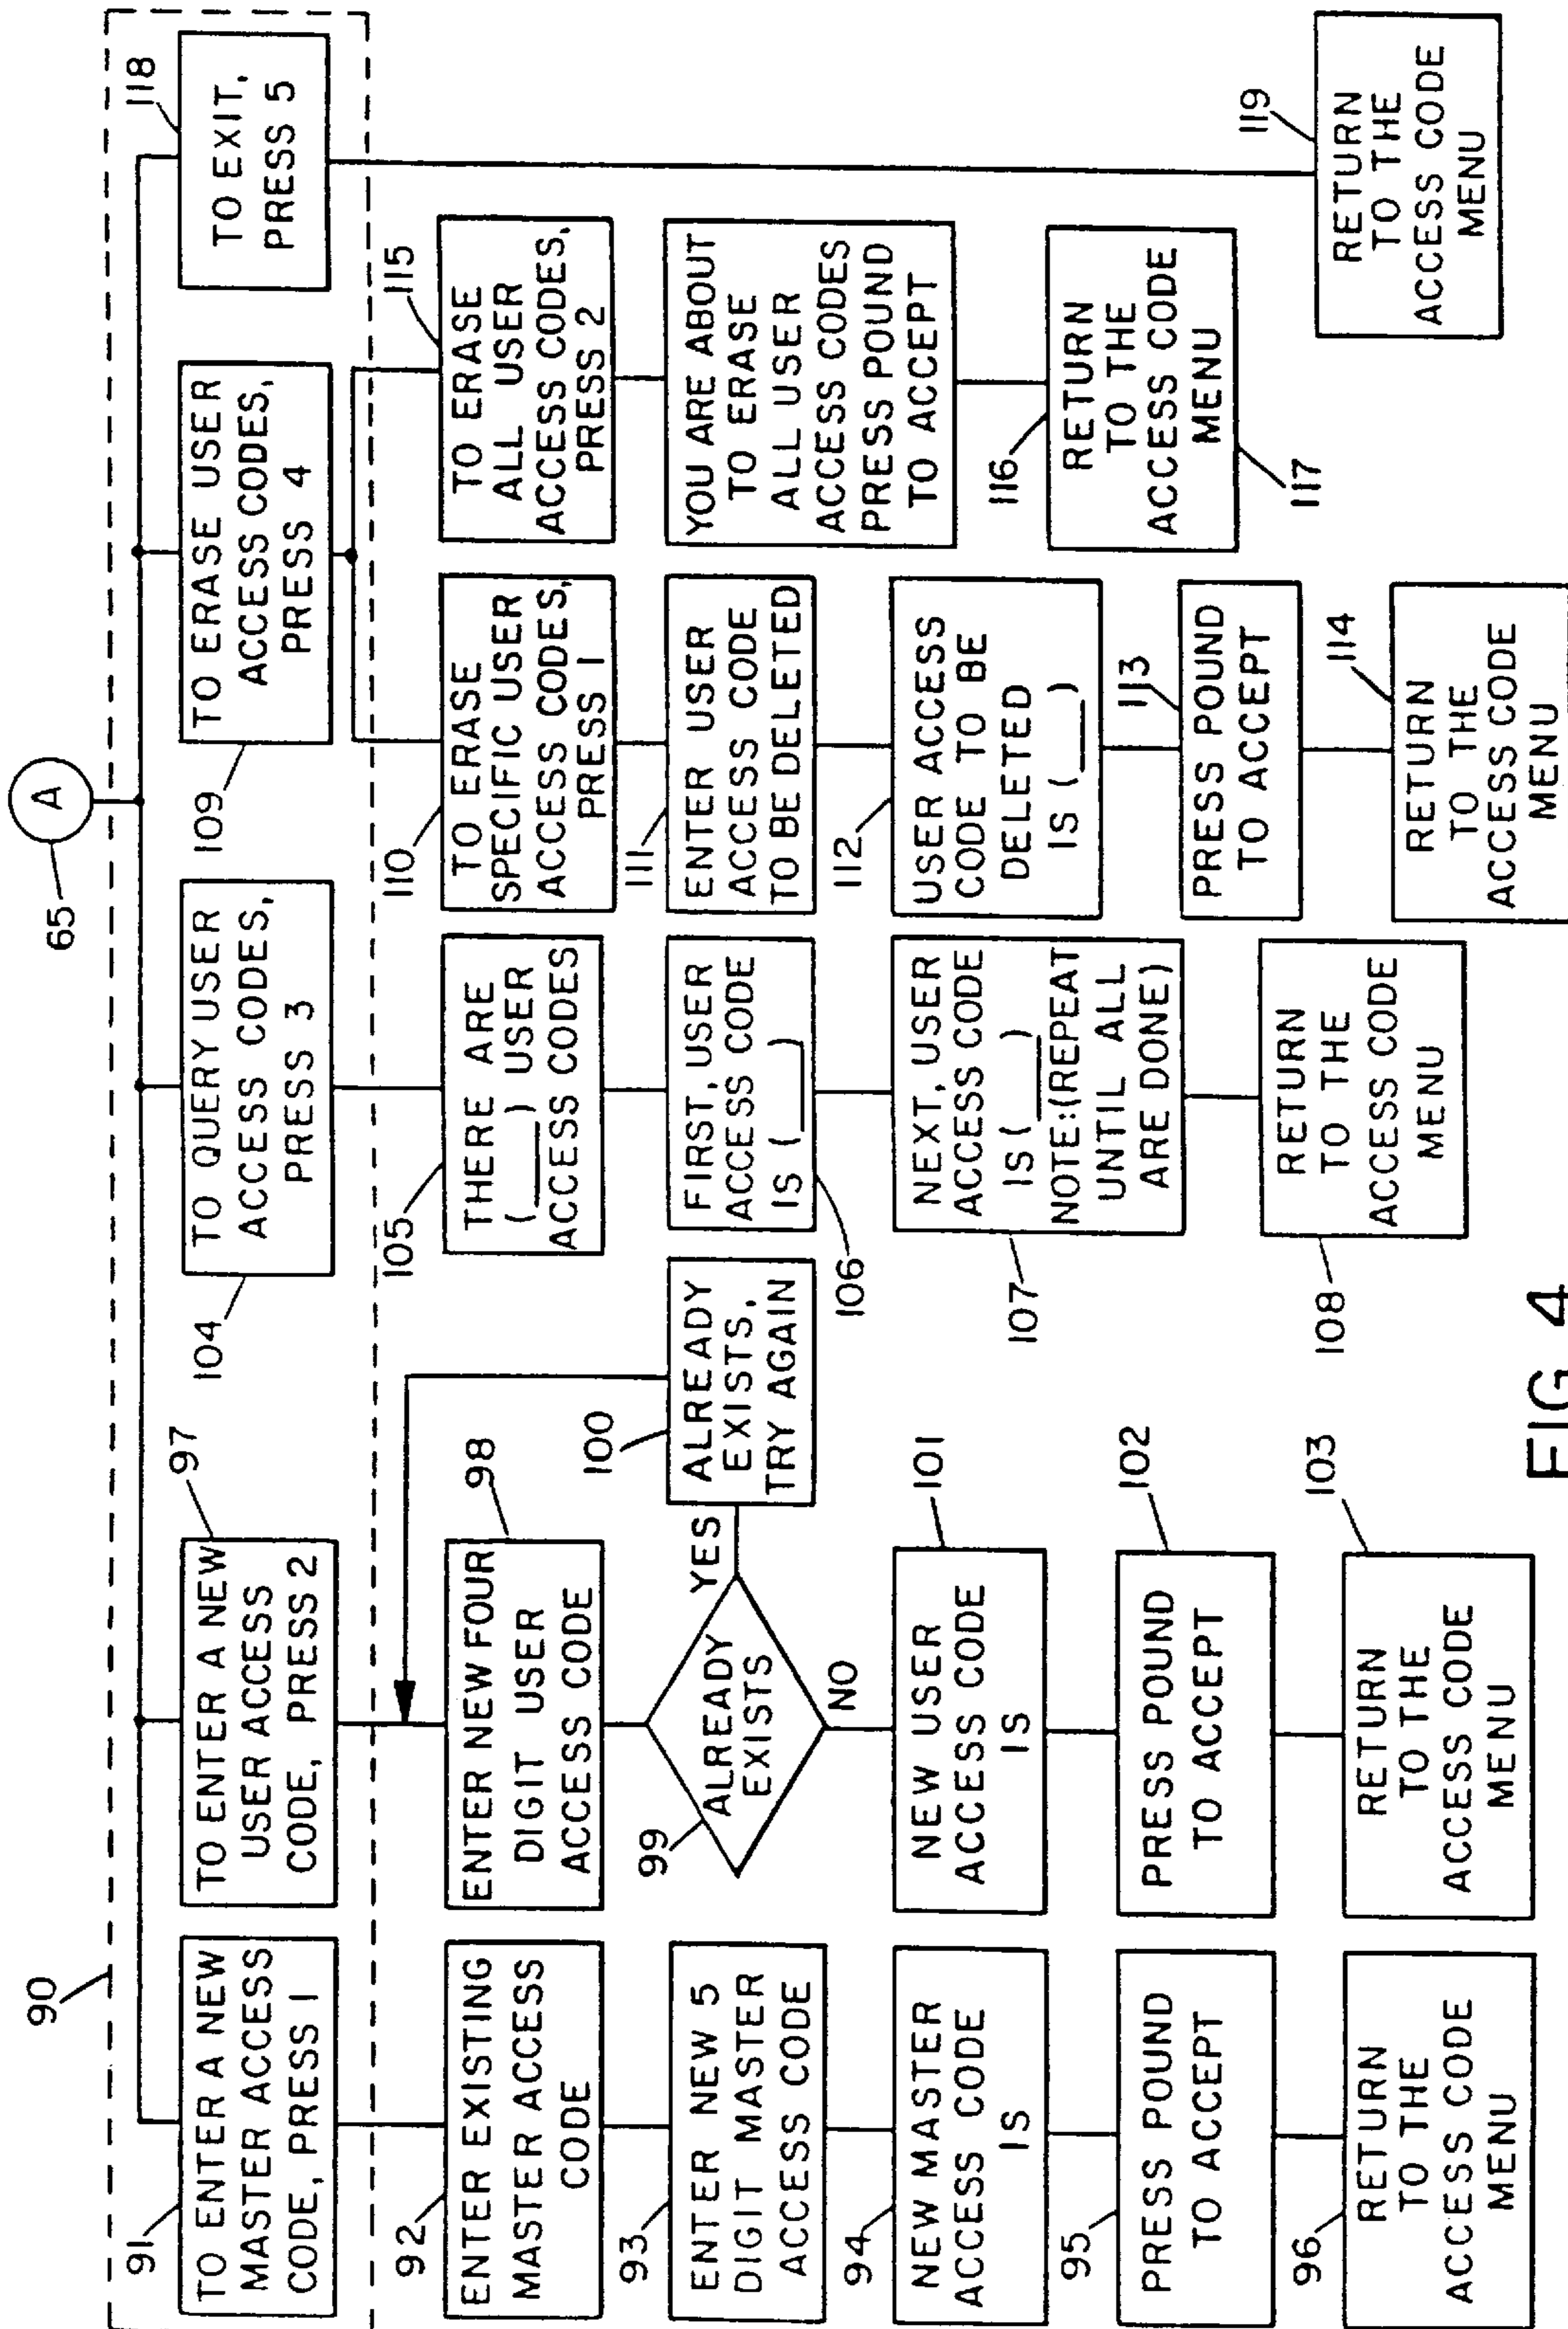 A
65
90
91
TO ENTER A NEW
MASTER ACCESS
CODE, PRESS 1
92
ENTER EXISTING
MASTER ACCESS
CODE
93
ENTER NEW 5
DIGIT MASTER
ACCESS CODE
94
NEW MASTER
ACCESS CODE
IS
95
PRESS POUND
TO ACCEPT
96
RETURN
TO THE
ACCESS CODE
MENU
97
TO ENTER A NEW
USER ACCESS
CODE, PRESS 2
98
ENTER NEW FOUR
DIGIT USER
ACCESS CODE
99
ALREADY
EXISTS
YES
NO
100
ALREADY
EXISTS,
TRY AGAIN
101
NEW USER
ACCESS CODE
IS
102
PRESS POUND
TO ACCEPT
103
RETURN
TO THE
ACCESS CODE
MENU
104
TO QUERY USER
ACCESS CODES,
PRESS 3
105
THERE ARE
(___) USER
ACCESS CODES
106
FIRST, USER
ACCESS CODE
IS (___)
107
NEXT, USER
ACCESS CODE
IS (___)
NOTE:(REPEAT
UNTIL ALL
ARE DONE)
108
RETURN
TO THE
ACCESS CODE
MENU
109
TO ERASE USER
ACCESS CODES,
PRESS 4
110
TO ERASE
SPECIFIC USER
ACCESS CODES,
PRESS 1
111
ENTER USER
ACCESS CODE
TO BE DELETED
112
USER ACCESS
CODE TO BE
DELETED
IS (___)
113
PRESS POUND
TO ACCEPT
114
RETURN
TO THE
ACCESS CODE
MENU
115
TO ERASE
ALL USER
ACCESS CODES,
PRESS 2
YOU ARE ABOUT
TO ERASE
ALL USER
ACCESS CODES
PRESS POUND
TO ACCEPT
116
RETURN
TO THE
ACCESS CODE
MENU
117
118
TO EXIT,
PRESS 5
119
RETURN
TO THE
ACCESS CODE
MENU
FIG 4